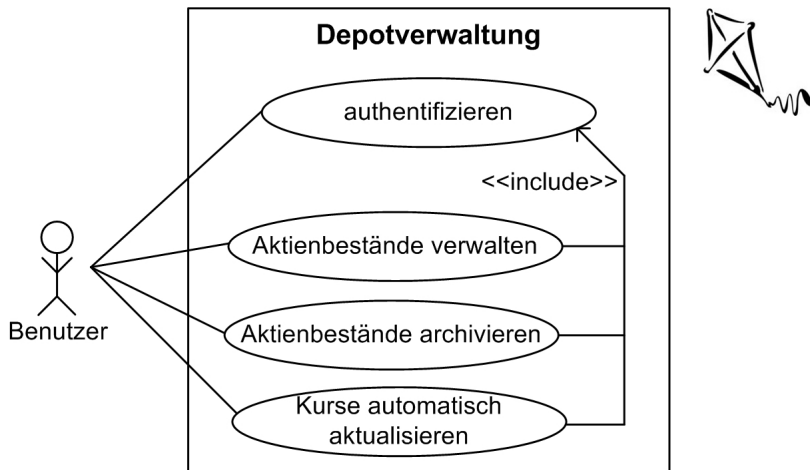 Depotverwaltung
authentifizieren
<<include>>
Aktienbestände verwalten
Benutzer
Aktienbestände archivieren
Kurse automatisch
aktualisieren